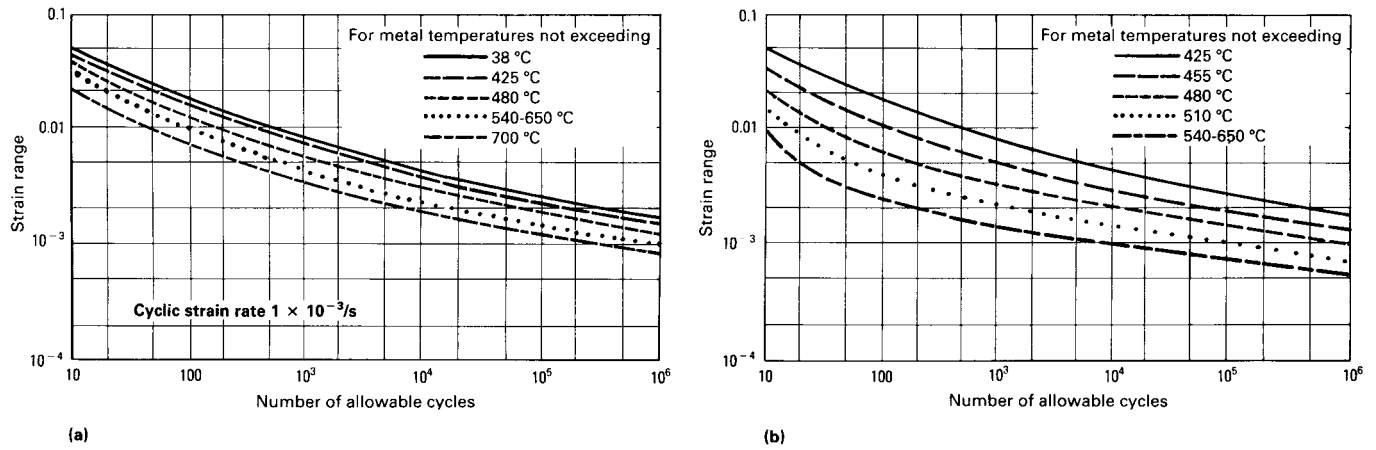 0.1
0.01
10⁻³
10⁻⁴
Strain range
For metal temperatures not exceeding
38 °C
425 °C
480 °C
540-650 °C
700 °C
Cyclic strain rate 1 × 10⁻³/s
10 100 10³ 10⁴ 10⁵ 10⁶
Number of allowable cycles
(a)
0.1
0.01
10⁻³
10⁻⁴
Strain range
For metal temperatures not exceeding
425 °C
455 °C
480 °C
510 °C
540-650 °C
10 100 10³ 10⁴ 10⁵ 10⁶
Number of allowable cycles
(b)